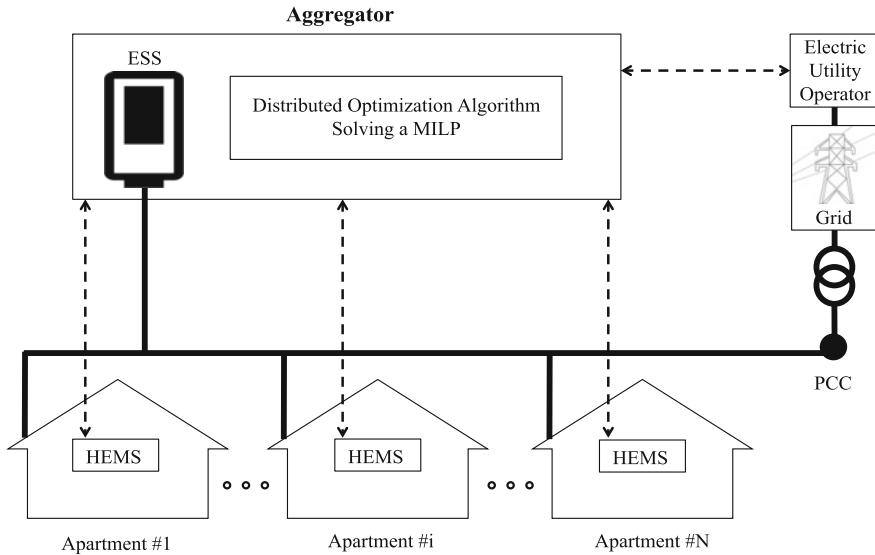 Aggregator
ESS
Distributed Optimization Algorithm
Solving a MILP
Electric
Utility
Operator
Grid
PCC
HEMS
HEMS
HEMS
Apartment #1
Apartment #i
Apartment #N